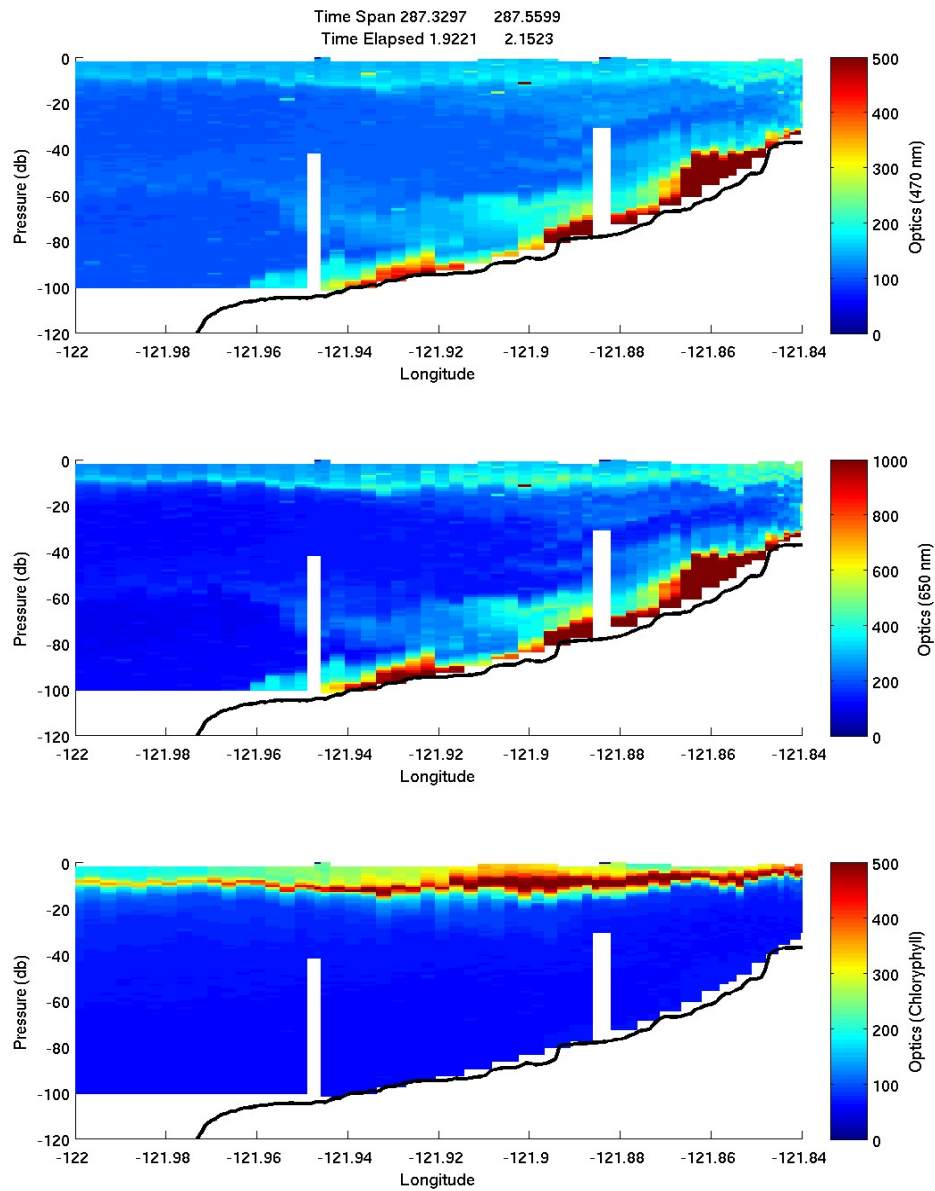 Time Span 287.3297 287.5599
Time Elapsed 1.9221 2.1523
0
-20
-40
-60
-80
-100
-120
Pressure (db)
-122 -121.98 -121.96 -121.94 -121.92 -121.9 -121.88 -121.86 -121.84
Longitude
500
400
300
200
100
0
Optics (470 nm)
0
-20
-40
-60
-80
-100
-120
Pressure (db)
-122 -121.98 -121.96 -121.94 -121.92 -121.9 -121.88 -121.86 -121.84
Longitude
1000
800
600
400
200
0
Optics (650 nm)
0
-20
-40
-60
-80
-100
-120
Pressure (db)
-122 -121.98 -121.96 -121.94 -121.92 -121.9 -121.88 -121.86 -121.84
Longitude
500
400
300
200
100
0
Optics (Chloryphyll)